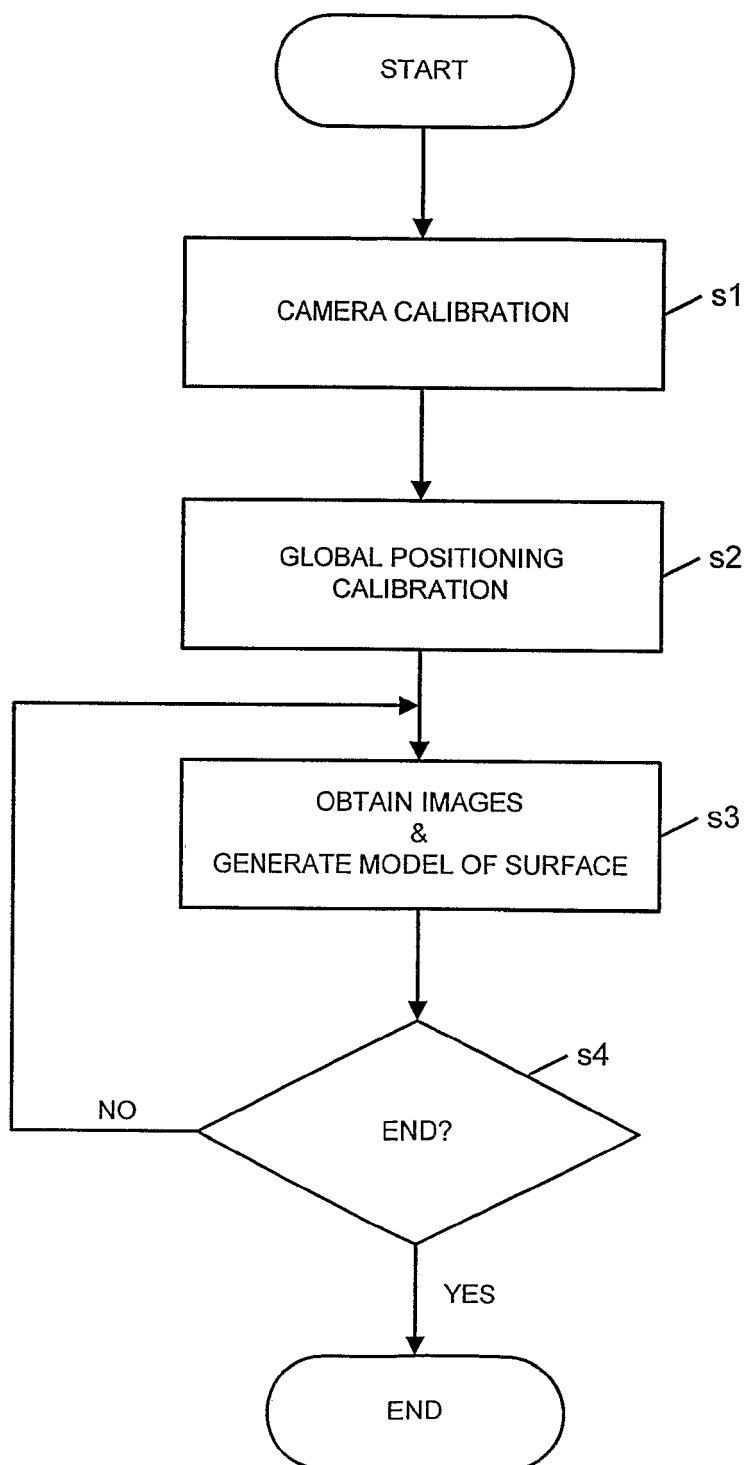 START
CAMERA CALIBRATION
s1
GLOBAL POSITIONING
CALIBRATION
s2
OBTAIN IMAGES
&
GENERATE MODEL OF SURFACE
s3
s4
NO
END?
YES
END